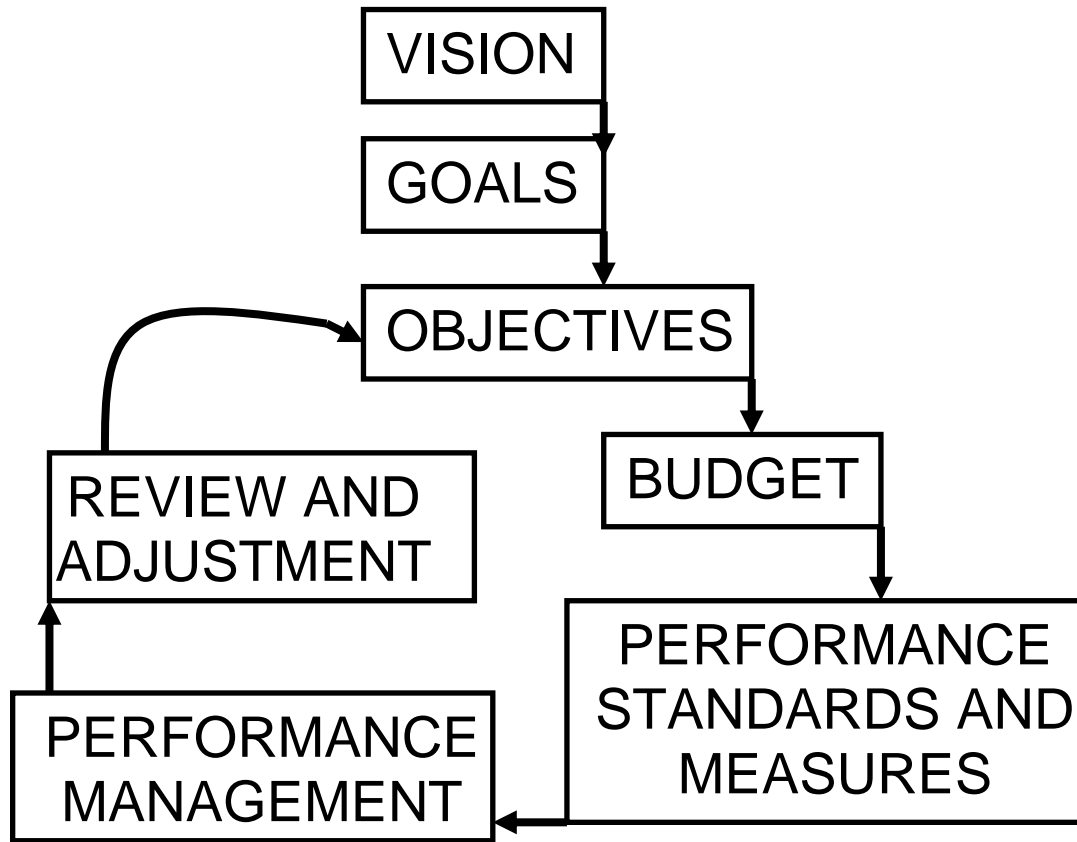 VISION
GOALS
OBJECTIVES
BUDGET
REVIEW AND
ADJUSTMENT
PERFORMANCE
STANDARDS AND
MEASURES
PERFORMANCE
MANAGEMENT